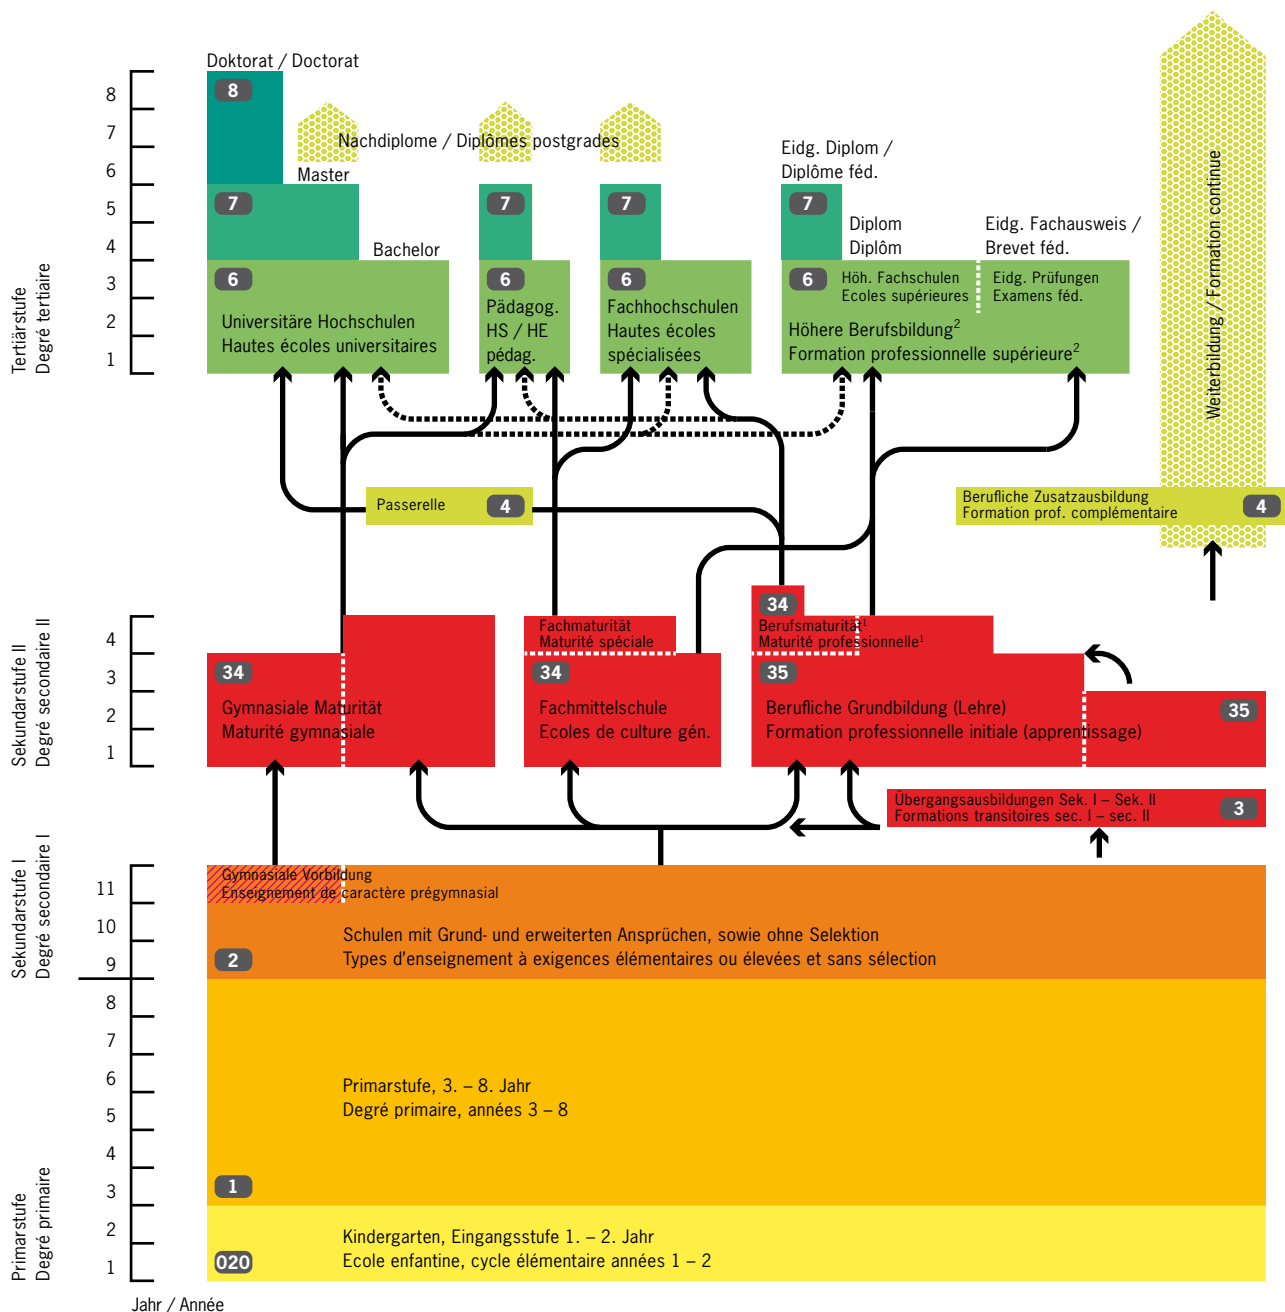 Doktorat / Doctorat
8
Nachdiplome / Diplômes postgrades
Master
7
7
7
Eidg. Diplom /
Diplôme féd.
7
Diplom
Diplôm
Eidg. Fachausweis /
Brevet féd.
Bachelor
6
Universitäre Hochschulen
Hautes écoles universitaires
6
Pädagog.
HS / HE
pédag.
6
Fachhochschulen
Hautes écoles
spécialisées
6
Höh. Fachschulen
Ecoles supérieures
Eidg. Prüfungen
Examens féd.
Höhere Berufsbildung²
Formation professionnelle supérieure²
Weiterbildung / Formation continue
Tertiärstufe
Degré tertiaire
8
7
6
5
4
3
2
1
Passerelle
4
Berufliche Zusatzausbildung
Formation prof. complémentaire
4
Sekundarstufe II
Degré secondaire II
4
3
2
1
34
Gymnasiale Maturität
Maturité gymnasiale
Fachmaturität
Maturité spéciale
34
Fachmittelschule
Ecoles de culture gén.
34
Berufsmaturität¹
Maturité professionnelle¹
35
Berufliche Grundbildung (Lehre)
Formation professionnelle initiale (apprentissage)
35
Übergangsausbildungen Sek. I – Sek. II
Formations transitoires sec. I – sec. II
3
Sekundarstufe I
Degré secondaire I
11
10
9
Gymnasiale Vorbildung
Enseignement de caractère prégymnasial
Schulen mit Grund- und erweiterten Ansprüchen, sowie ohne Selektion
Types d'enseignement à exigences élémentaires ou élevées et sans sélection
2
Primarstufe
Degré primaire
8
7
6
5
4
3
2
1
Primarstufe, 3. – 8. Jahr
Degré primaire, années 3 – 8
1
Kindergarten, Eingangsstufe 1. – 2. Jahr
Ecole enfantine, cycle élémentaire années 1 – 2
020
Jahr / Année